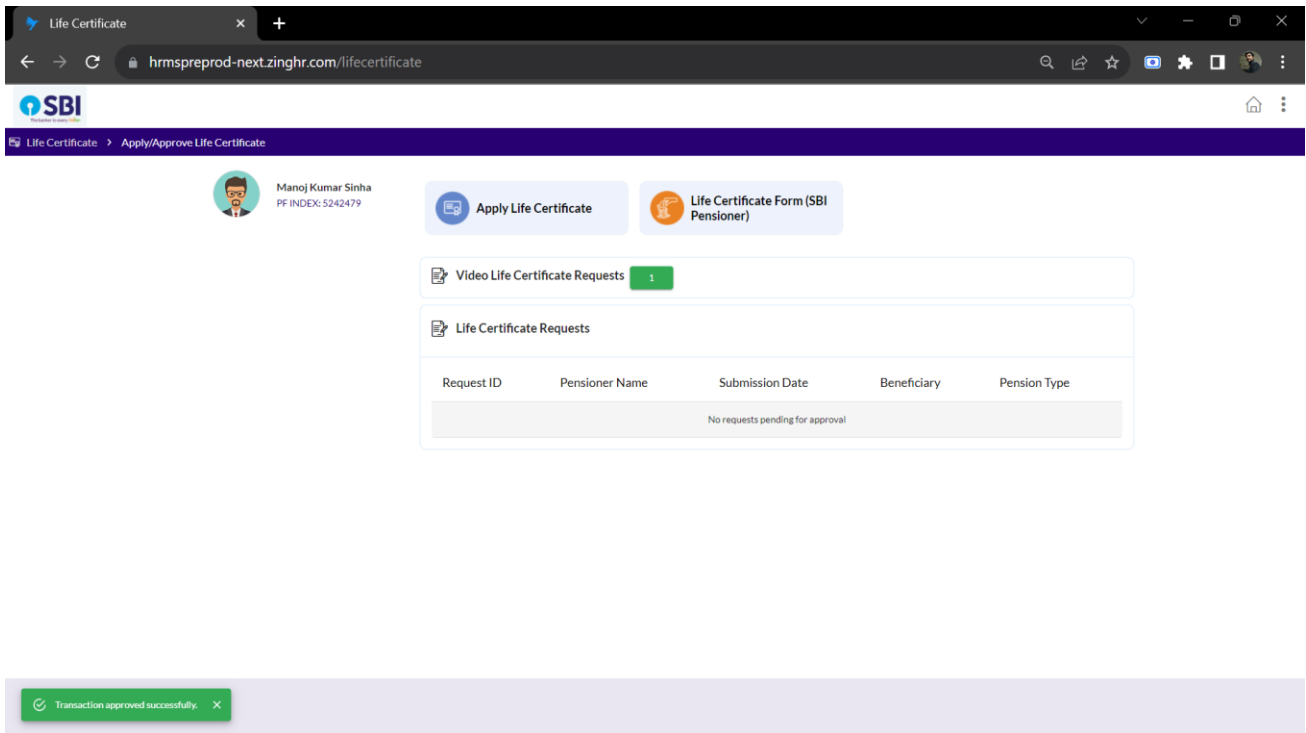 Life Certificate
hrmspreprod-next.zinghr.com/lifecertificate
SBI
Life Certificate > Apply/Approve Life Certificate
Manoj Kumar Sinha
PF INDEX: 5242479
Apply Life Certificate
Life Certificate Form (SBI
Pensioner)
Video Life Certificate Requests 1
Life Certificate Requests
Request ID Pensioner Name Submission Date Beneficiary Pension Type
No requests pending for approval
Transaction approved successfully.